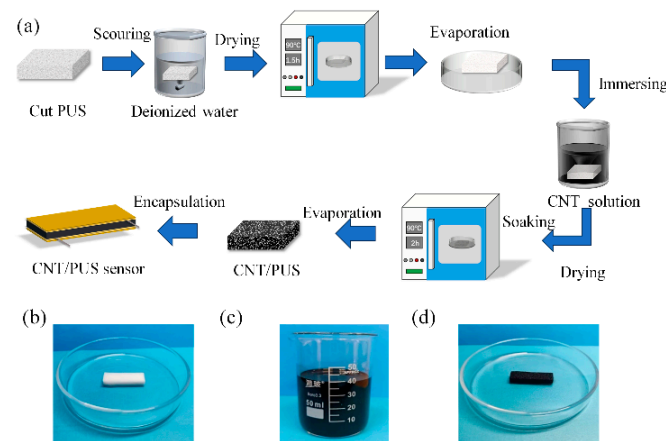 (a)
Scouring
Drying
90℃
1.5h
Evaporation
Immersing
Cut PUS
Deionized water
CNT solution
Encapsulation
Evaporation
90℃
2h
Soaking
Drying
CNT/PUS sensor
CNT/PUS
(b)
(c)
(d)
50
40
30
20
10
50 ml